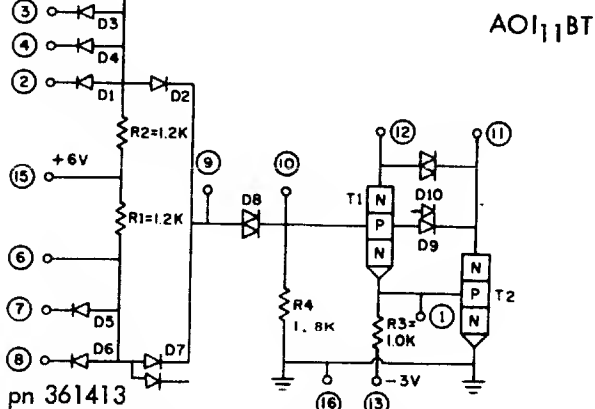 AOI11BT
3
D3
4
D4
2
D1
D2
R2=1.2K
12
11
+6V
9
10
15
D8
T1
N
D10
R1=1.2K
P
D9
6
N
N
T2
R4
P
7
D5
1.8K
R3=
1
N
1.0K
8
D6
D7
-3V
pn 361413
16
13